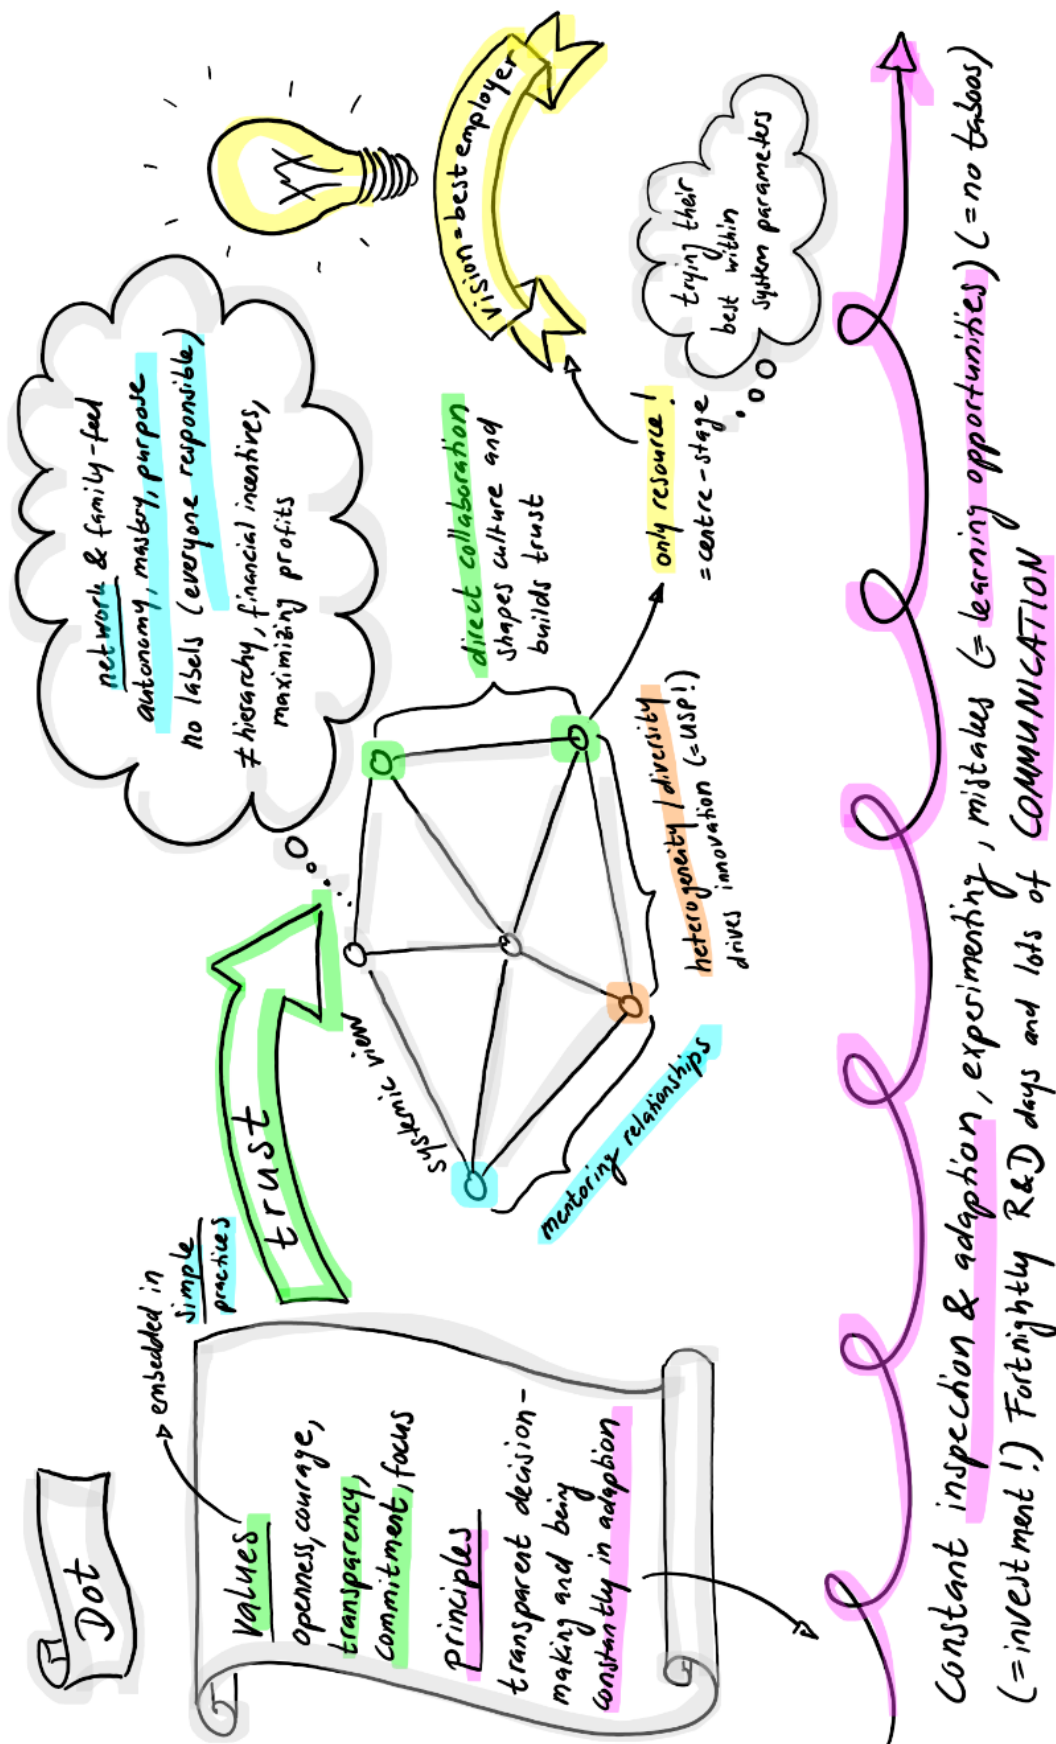 Dot
values
openness, courage,
transparency,
commitment, focus
principles
transparent decision-
making and being
constantly in adaption
embedded in
simple
practices
trust
systemic view
network & family-feel
autonomy, mastery, purpose
no labels (everyone responsible)
≠ hierarchy, financial incentives,
maximizing profits
direct collaboration
shapes culture and
builds trust
mentoring relationships
heterogeneity / diversity
drives innovation (=USP!)
only resource!
=centre-stage
vision=best employer
trying their
best within
system parameters
Constant inspection & adaption, experimenting, mistakes (=learning opportunities) (=no taboos)
(=investment!) Fortnightly R&D days and lots of COMMUNICATION